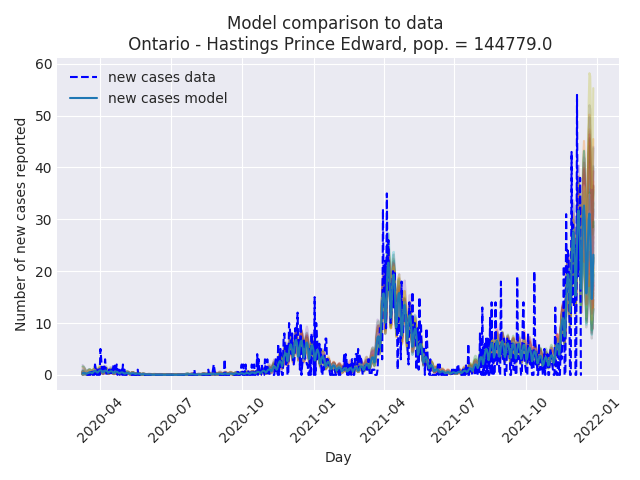 Model comparison to data
Ontario - Hastings Prince Edward, pop. = 144779.0
new cases data
new cases model
Number of new cases reported
60
50
40
30
20
10
0
2020-04
2020-07
2020-10
2021-01
2021-04
2021-07
2021-10
2022-01
Day